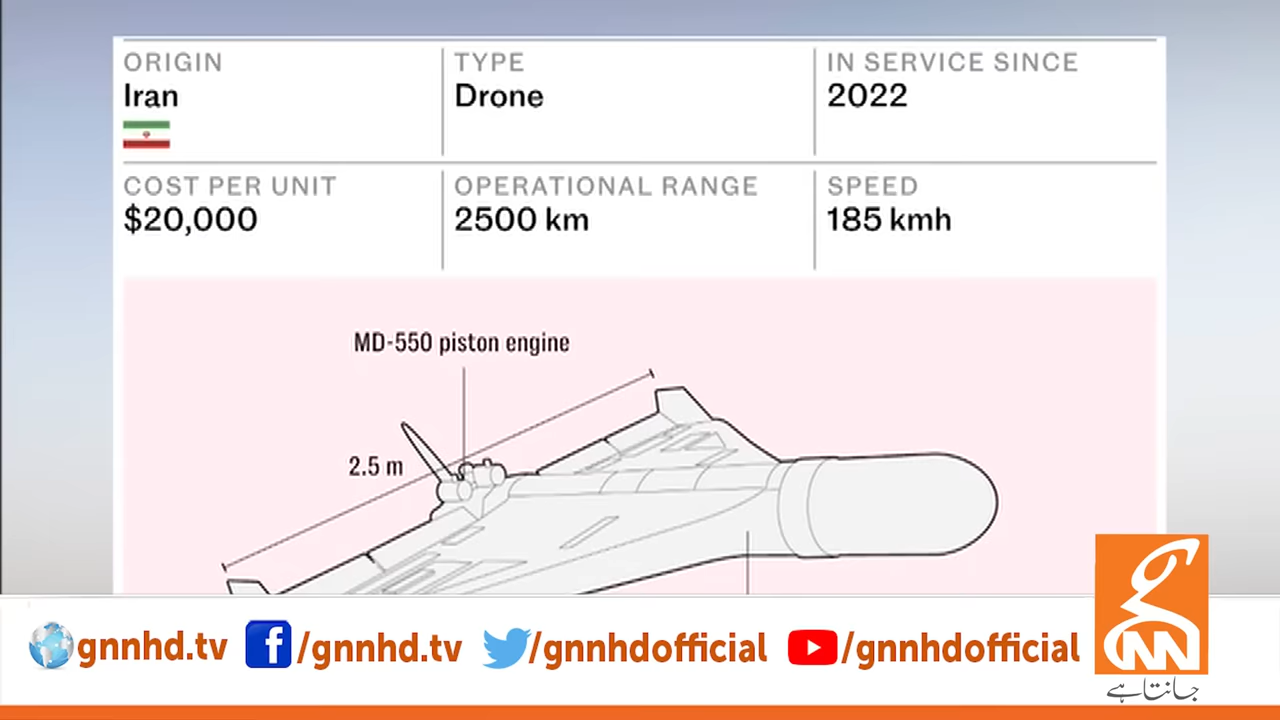 ORIGIN
Iran
TYPE
Drone
IN SERVICE SINCE
2022
COST PER UNIT
$20,000
OPERATIONAL RANGE
2500 km
SPEED
185 kmh
MD-550 piston engine
2.5 m
gnnhd.tv
/gnnhd.tv
/gnnhdofficial
/gnnhdofficial
GNN
جانتا ہے